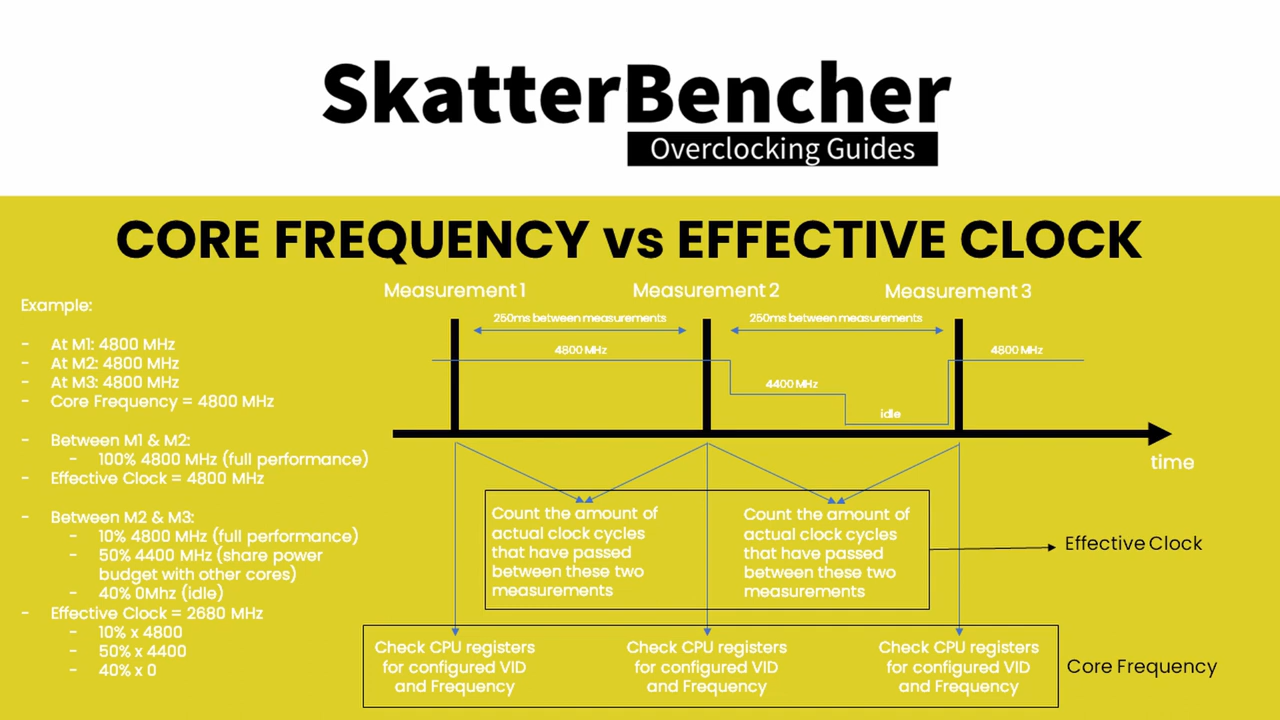 SkatterBencher
Overclocking Guides
CORE FREQUENCY vs EFFECTIVE CLOCK
Example:
- At M1: 4800 MHz
- At M2: 4800 MHz
- At M3: 4800 MHz
- Core Frequency = 4800 MHz
- Between M1 & M2:
- 100% 4800 MHz (full performance)
- Effective Clock = 4800 MHz
- Between M2 & M3:
- 10% 4800 MHz (full performance)
- 50% 4400 MHz (share power
budget with other cores)
- 40% 0Mhz (idle)
- Effective Clock = 2680 MHz
- 10% x 4800
- 50% x 4400
- 40% x 0
Measurement 1
Measurement 2
Measurement 3
250ms between measurements
250ms between measurements
4800 MHz
4400 MHz
idle
4800 MHz
time
Count the amount of
actual clock cycles
that have passed
between these two
measurements
Count the amount of
actual clock cycles
that have passed
between these two
measurements
Effective Clock
Check CPU registers
for configured VID
and Frequency
Check CPU registers
for configured VID
and Frequency
Check CPU registers
for configured VID
and Frequency
Core Frequency